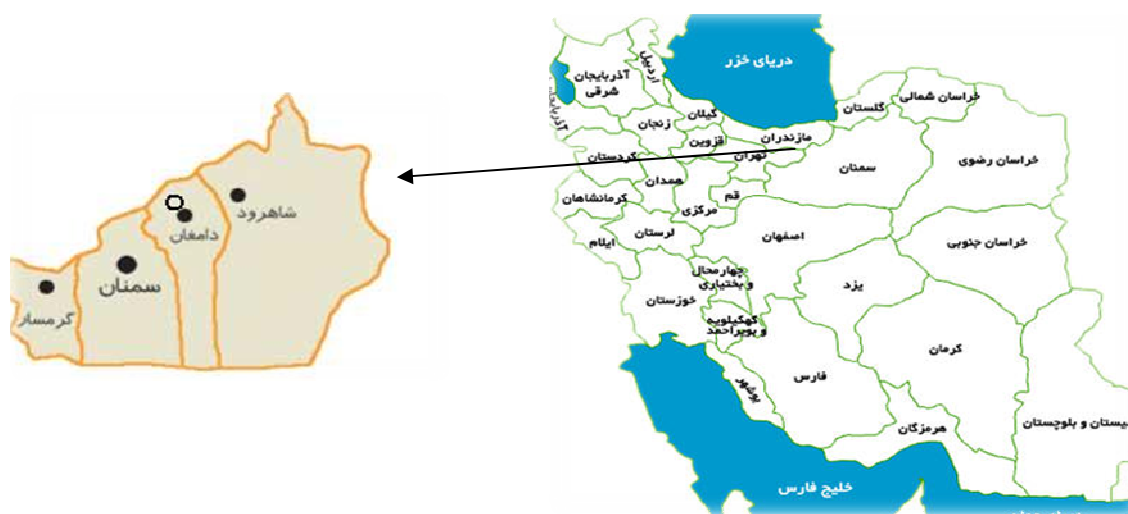 دریای خزر
اردبیل
آذربایجان
شرقی
خراسان شمالی
گلستان
گیلان
زنجان
مازندران
قزوین
تهران
کردستان
سمنان
خراسان رضوی
همدان
قم
کرمانشاهان
مرکزی
لرستان
اصفهان
ایلام
خراسان جنوبی
چهارمحال
و بختیاری
یزد
خوزستان
کهکیلویه
و بویراحمد
کرمان
فارس
بوشهر
هرمزگان
یستان و بلوچستان
خلیج فارس
شاهرود
دامغان
سمنان
گرمسار